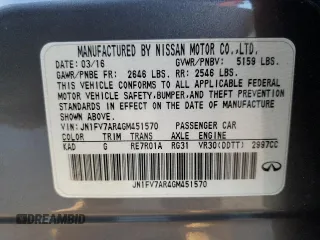 MANUFACTURED BY NISSAN MOTOR CO.,LTD.
DATE: 03/16 GVWR/PNBV: 5159 LBS.
GAWR/PNBE FR: 2646 LBS. RR: 2546 LBS.
THIS VEHICLE CONFORMS TO ALL APPLICABLE FEDERAL
MOTOR VEHICLE SAFETY,BUMPER,AND THEFT PREVENTION
STANDARDS IN EFFECT ON THE DATE OF MANUFACTURE
SHOWN ABOVE.
VIN: JN1FV7AR4GM451570 PASSENGER CAR
COLOR TRIM TRANS AXLE ENGINE
KAD G RE7R01A RG31 VR30(DDTT) 2997CC
JN1FV7AR4GM451570
DREAMBID